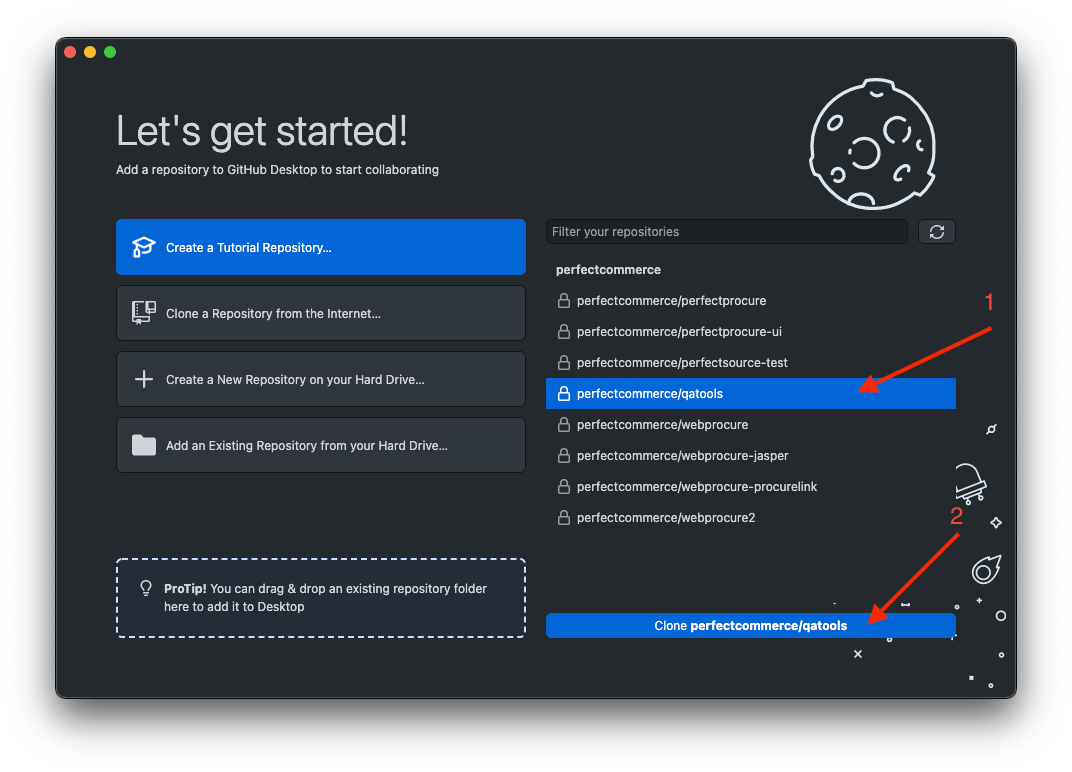 Let's get started!
Add a repository to GitHub Desktop to start collaborating
Create a Tutorial Repository...
Clone a Repository from the Internet...
Create a New Repository on your Hard Drive...
Add an Existing Repository from your Hard Drive...
ProTip! You can drag & drop an existing repository folder
here to add it to Desktop
Filter your repositories
perfectcommerce
perfectcommerce/perfectprocure
1
perfectcommerce/perfectprocure-ui
perfectcommerce/perfectsource-test
perfectcommerce/qatools
perfectcommerce/webprocure
perfectcommerce/webprocure-jasper
perfectcommerce/webprocure-procurelink
perfectcommerce/webprocure2
2
Clone perfectcommerce/qatools